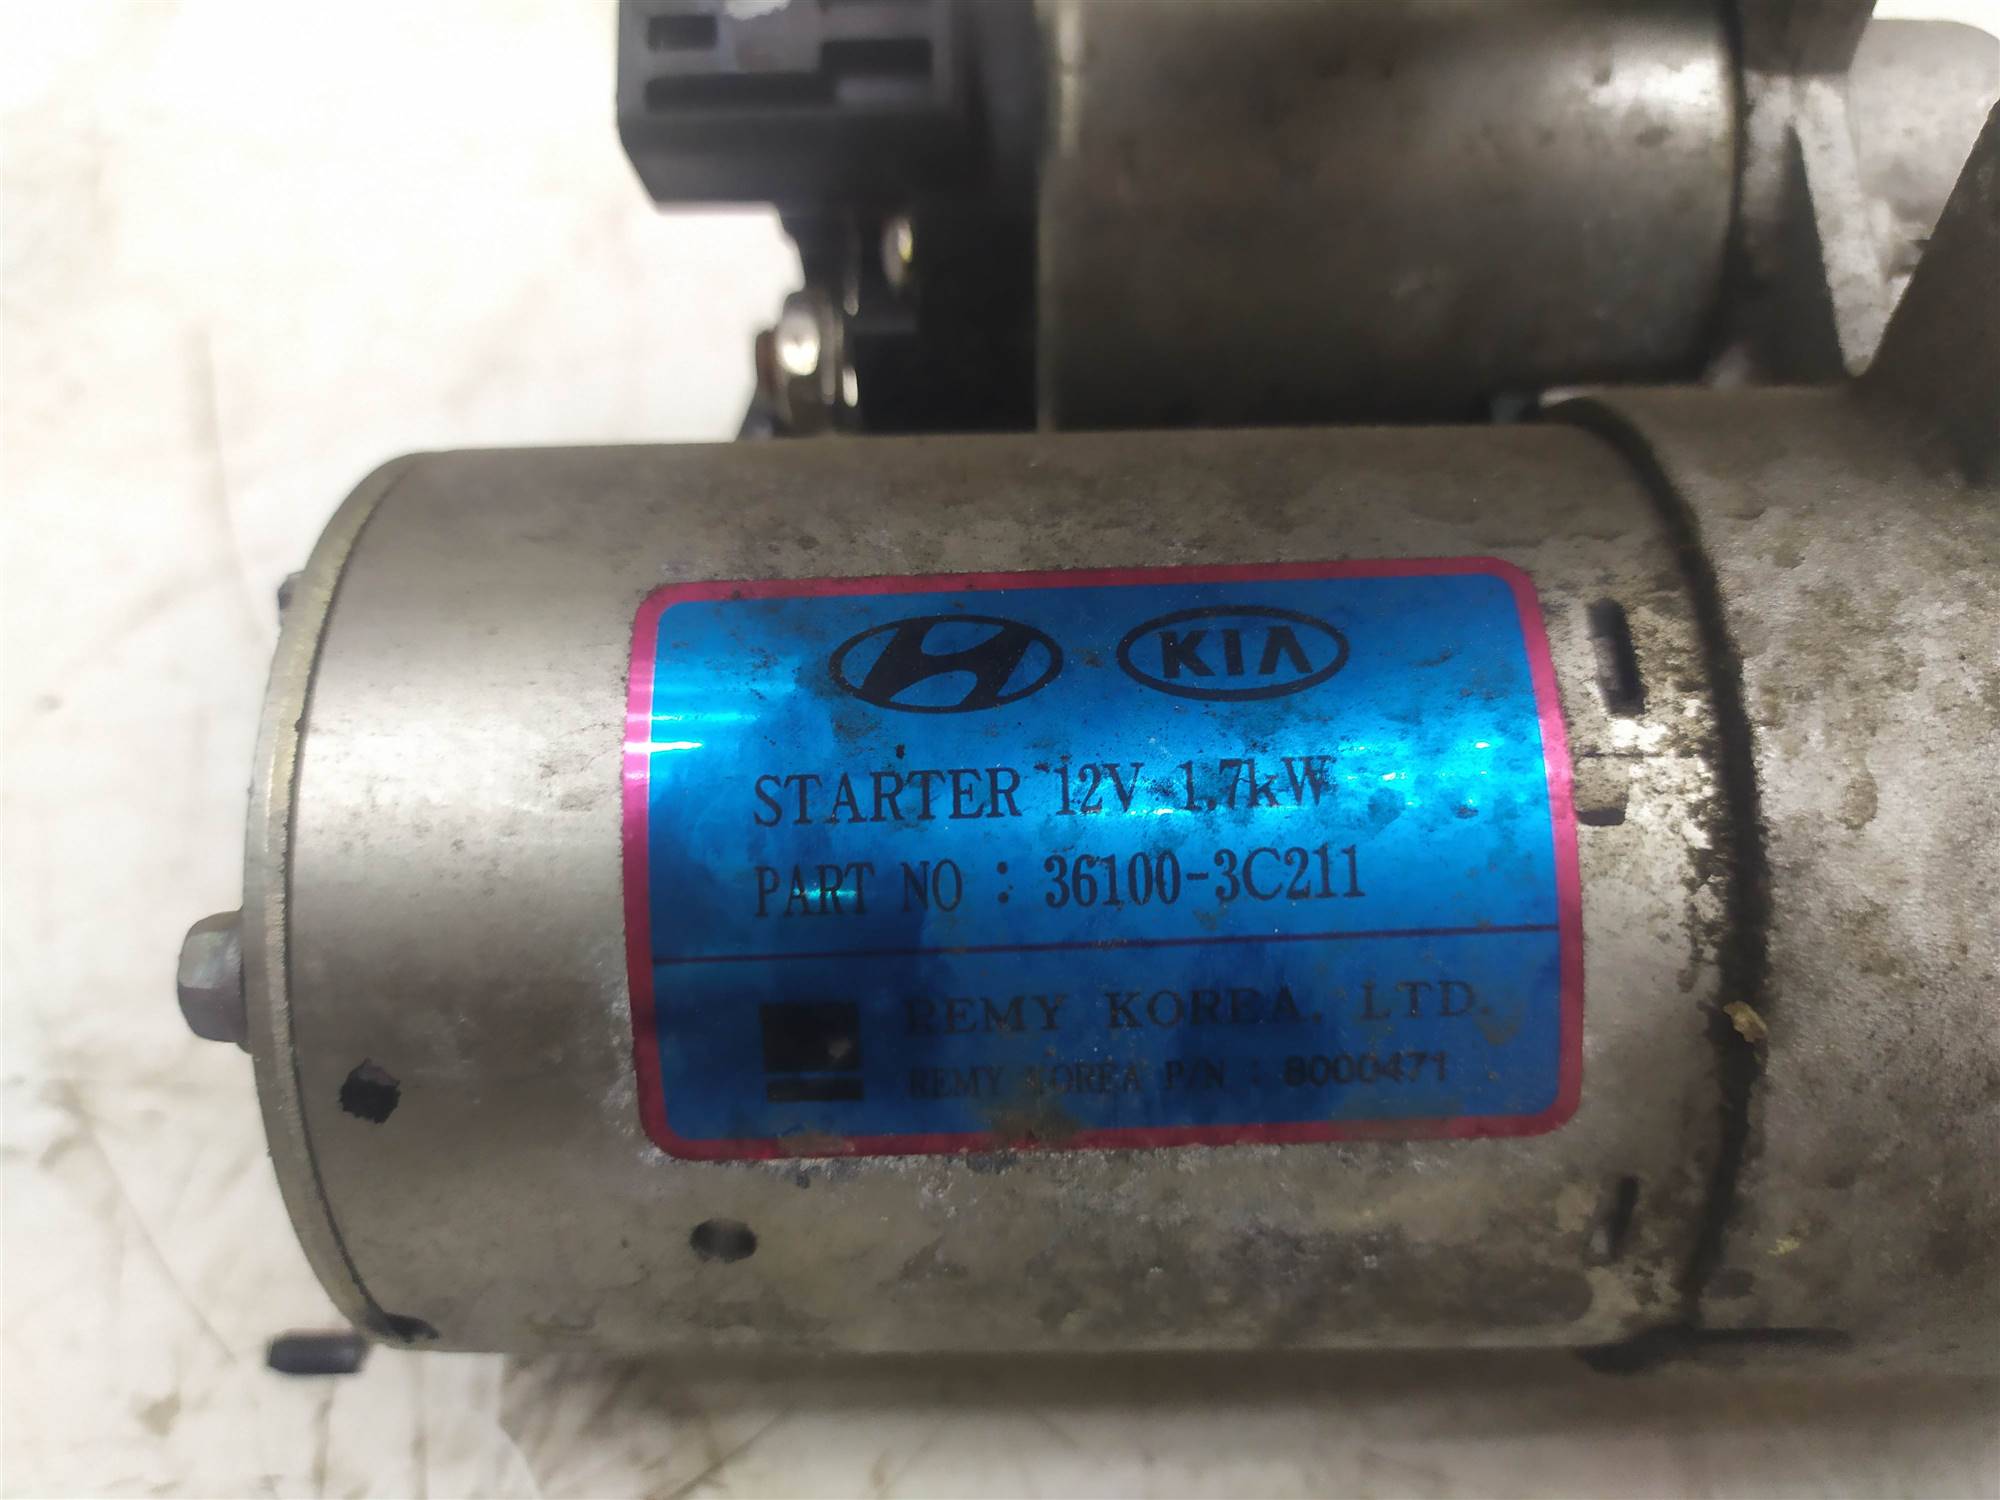 KIA
STARTER 12V 1.7kW
PART NO : 36100-3C211
REMY KOREA. LTD.
REMY KOREA P/N : 8000471